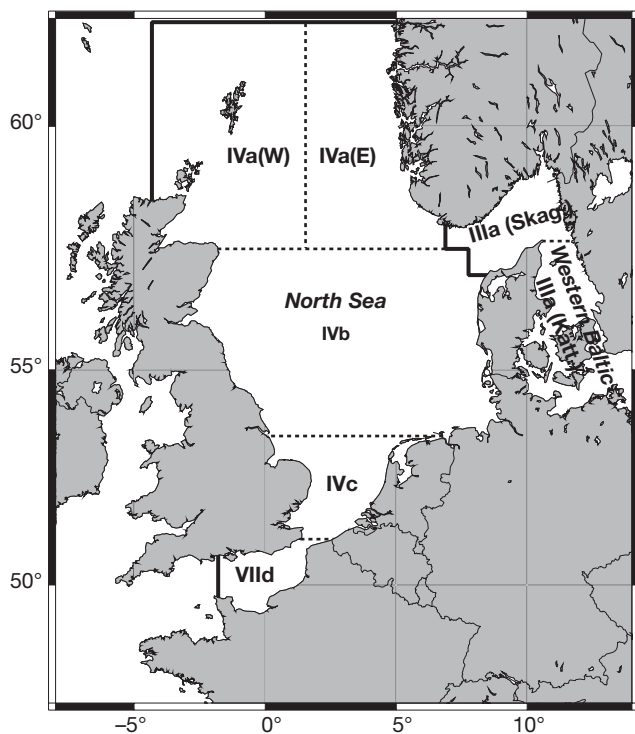 60°
IVa(W)
IVa(E)
IIIa (Skag.)
Western Baltic
IIIa (Katt.)
North Sea
IVb
55°
IVc
VIId
50°
−5°
0°
5°
10°